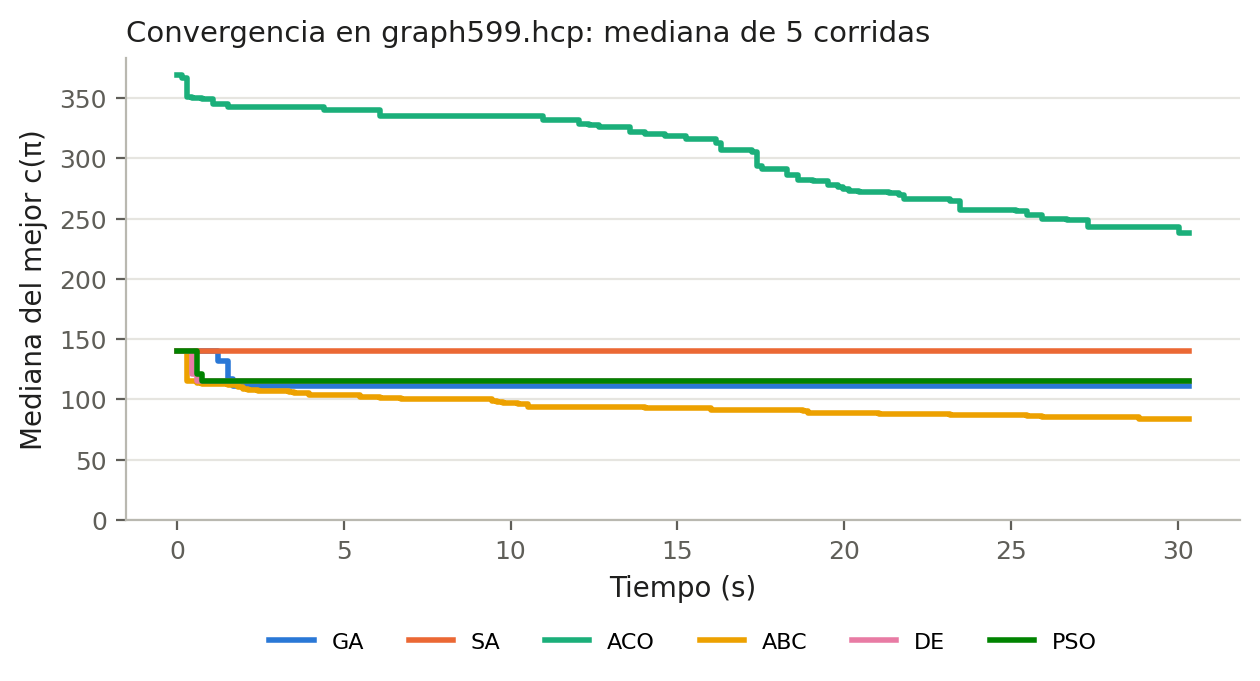 Convergencia en graph599.hcp: mediana de 5 corridas
Mediana del mejor c(π)
350
300
250
200
150
100
50
0
0 5 10 15 20 25 30
Tiempo (s)
GA SA ACO ABC DE PSO